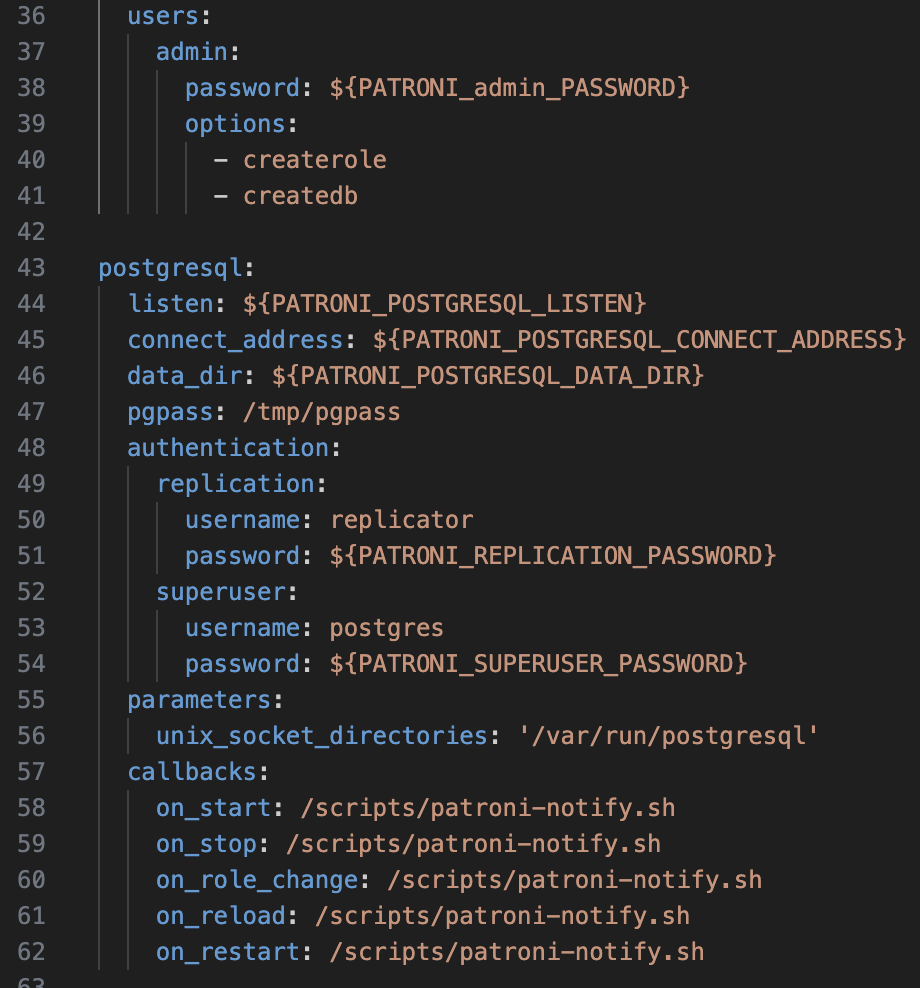 36 users:
37 admin:
38 password: ${PATRONI_admin_PASSWORD}
39 options:
40 - createrole
41 - createdb
42
43 postgresql:
44 listen: ${PATRONI_POSTGRESQL_LISTEN}
45 connect_address: ${PATRONI_POSTGRESQL_CONNECT_ADDRESS}
46 data_dir: ${PATRONI_POSTGRESQL_DATA_DIR}
47 pgpass: /tmp/pgpass
48 authentication:
49 replication:
50 username: replicator
51 password: ${PATRONI_REPLICATION_PASSWORD}
52 superuser:
53 username: postgres
54 password: ${PATRONI_SUPERUSER_PASSWORD}
55 parameters:
56 unix_socket_directories: '/var/run/postgresql'
57 callbacks:
58 on_start: /scripts/patroni-notify.sh
59 on_stop: /scripts/patroni-notify.sh
60 on_role_change: /scripts/patroni-notify.sh
61 on_reload: /scripts/patroni-notify.sh
62 on_restart: /scripts/patroni-notify.sh
63